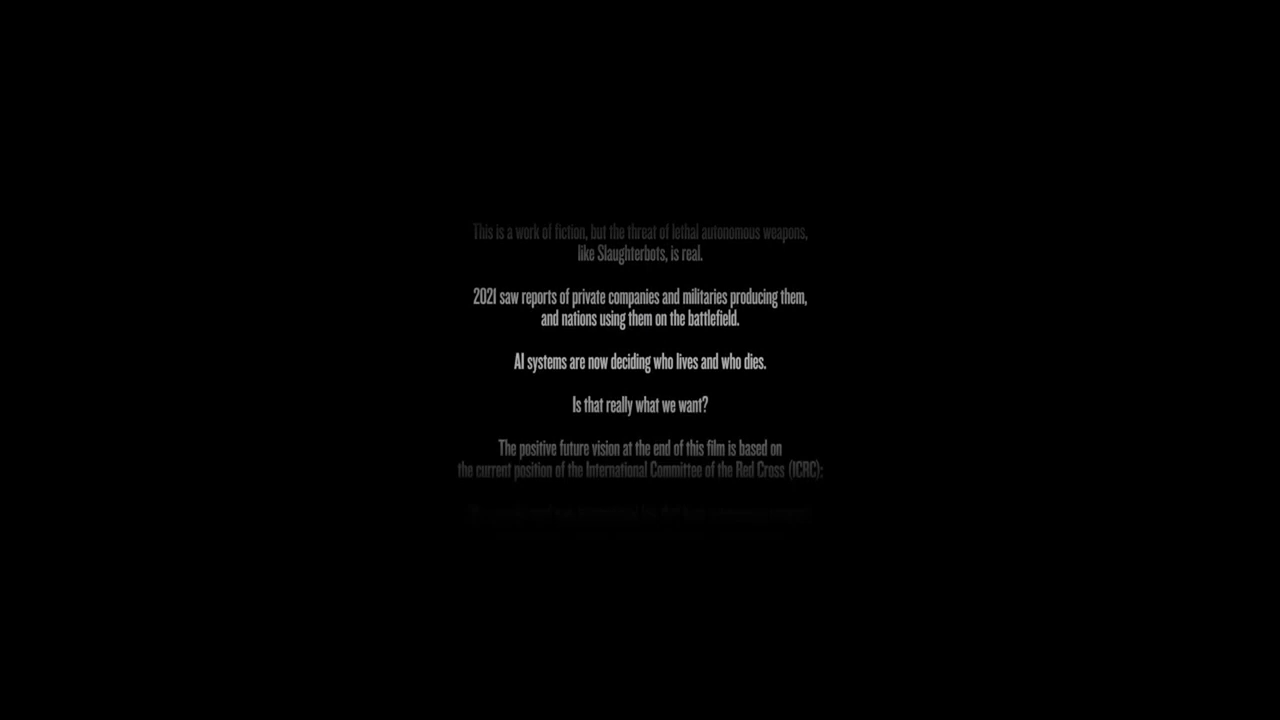 This is a work of fiction, but the threat of lethal autonomous weapons,
like Slaughterbots, is real.
2021 saw reports of private companies and militaries producing them,
and nations using them on the battlefield.
AI systems are now deciding who lives and who dies.
Is that really what we want?
The positive future vision at the end of this film is based on
the current position of the International Committee of the Red Cross (ICRC):